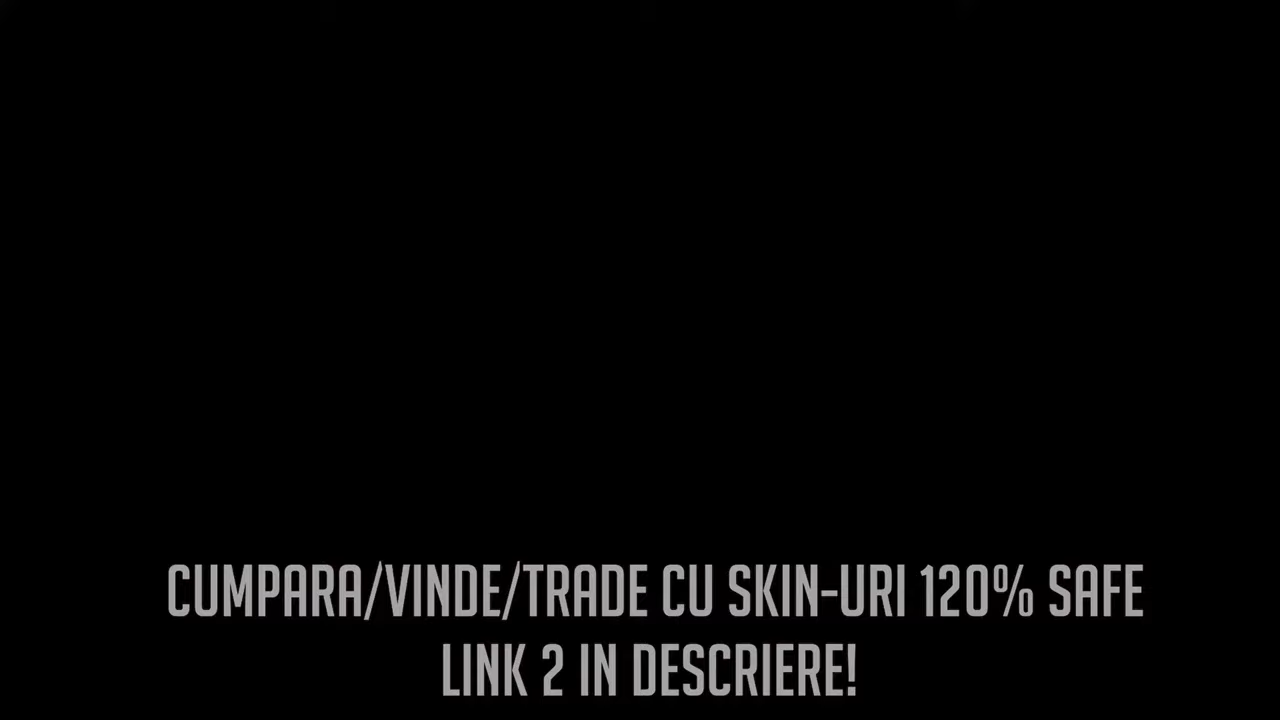 CUMPARA/VINDE/TRADE CU SKIN-URI 120% SAFE
LINK 2 IN DESCRIERE!